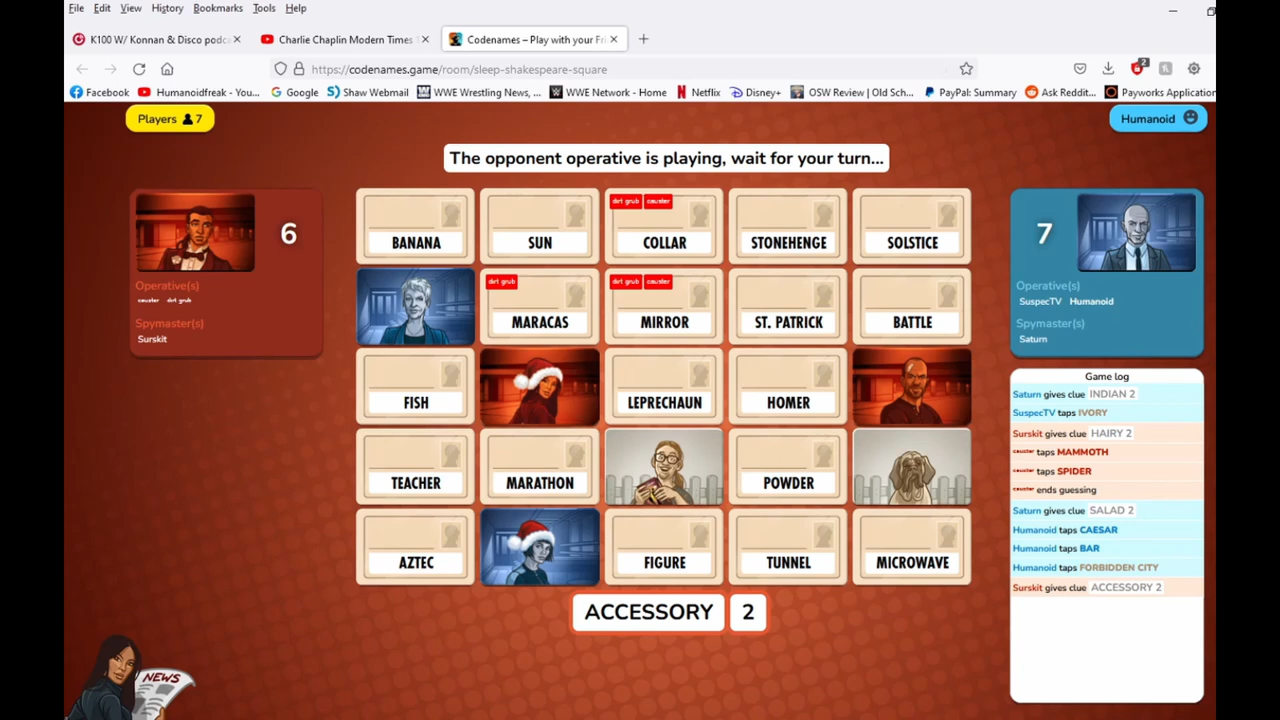 File Edit View History Bookmarks Tools Help
K100 W/ Konnan & Disco podca
Charlie Chaplin Modern Times
Codenames – Play with your Fri
https://codenames.game/room/sleep-shakespeare-square
2
Facebook Humanoidfreak - You... Google Shaw Webmail WWE Wrestling News, ... WWE Network - Home Netflix Disney+ OSW Review | Old Sch... PayPal: Summary Ask Reddit... Payworks Application
Players 7
Humanoid
The opponent operative is playing, wait for your turn...
6
Operative(s)
causter dirt grub
Spymaster(s)
Surskit
BANANA
SUN
dirt grub causter
COLLAR
STONEHENGE
SOLSTICE
dirt grub
MARACAS
dirt grub causter
MIRROR
ST. PATRICK
BATTLE
FISH
LEPRECHAUN
HOMER
TEACHER
MARATHON
POWDER
AZTEC
FIGURE
TUNNEL
MICROWAVE
ACCESSORY 2
NEWS
7
Operative(s)
SuspecTV Humanoid
Spymaster(s)
Saturn
Game log
Saturn gives clue INDIAN 2
SuspecTV taps IVORY
Surskit gives clue HAIRY 2
causter taps MAMMOTH
causter taps SPIDER
causter ends guessing
Saturn gives clue SALAD 2
Humanoid taps CAESAR
Humanoid taps BAR
Humanoid taps FORBIDDEN CITY
Surskit gives clue ACCESSORY 2